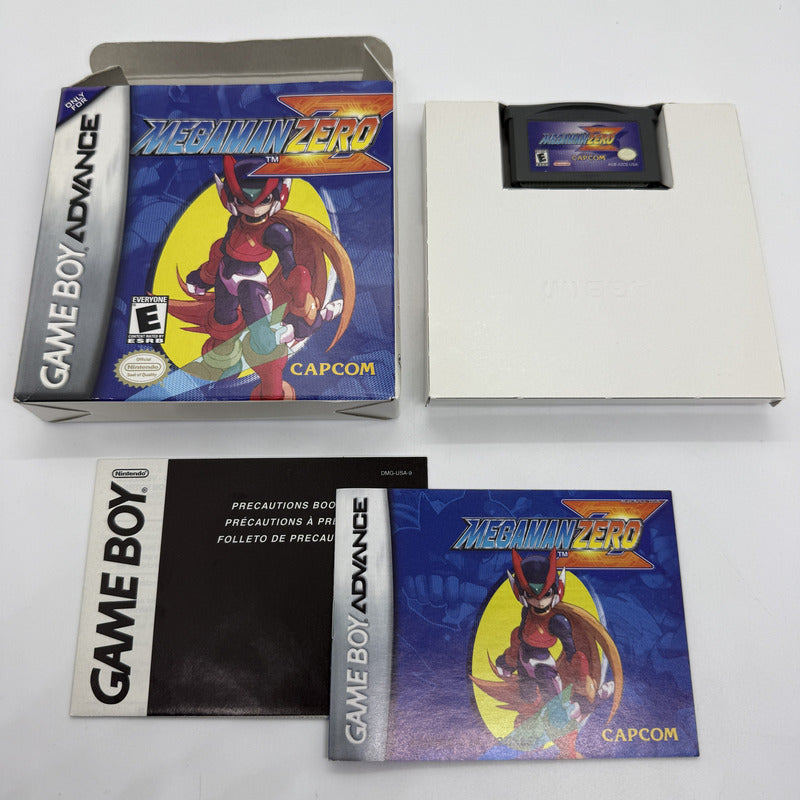 ONLY
FOR
GAME BOY ADVANCE
MEGAMAN ZERO
TM
EVERYONE
E
CONTENT RATED BY
ESRB
Official
Nintendo
Seal of Quality
CAPCOM
MEGAMAN ZERO
E
Nintendo
CAPCOM
Nintendo
GAME BOY®
DMG-USA-9
PRECAUTIONS BOO
PRÉCAUTIONS À PRE
FOLLETO DE PRECAU
GAME BOY ADVANCE
MEGAMAN ZERO
TM
CAPCOM